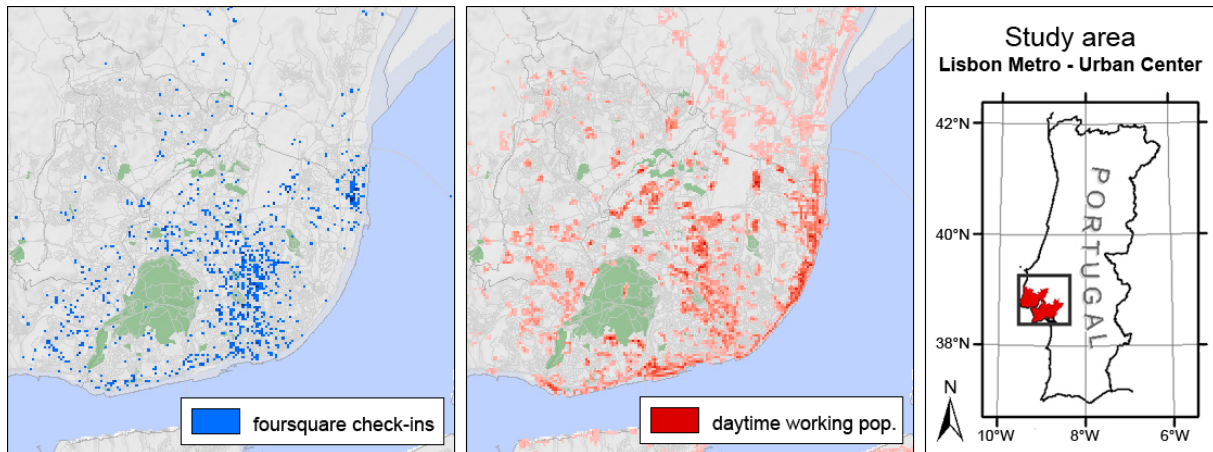 foursquare check-ins
daytime working pop.
Study area
Lisbon Metro - Urban Center
42°N
40°N
38°N
PORTUGAL
N
10°W
8°W
6°W